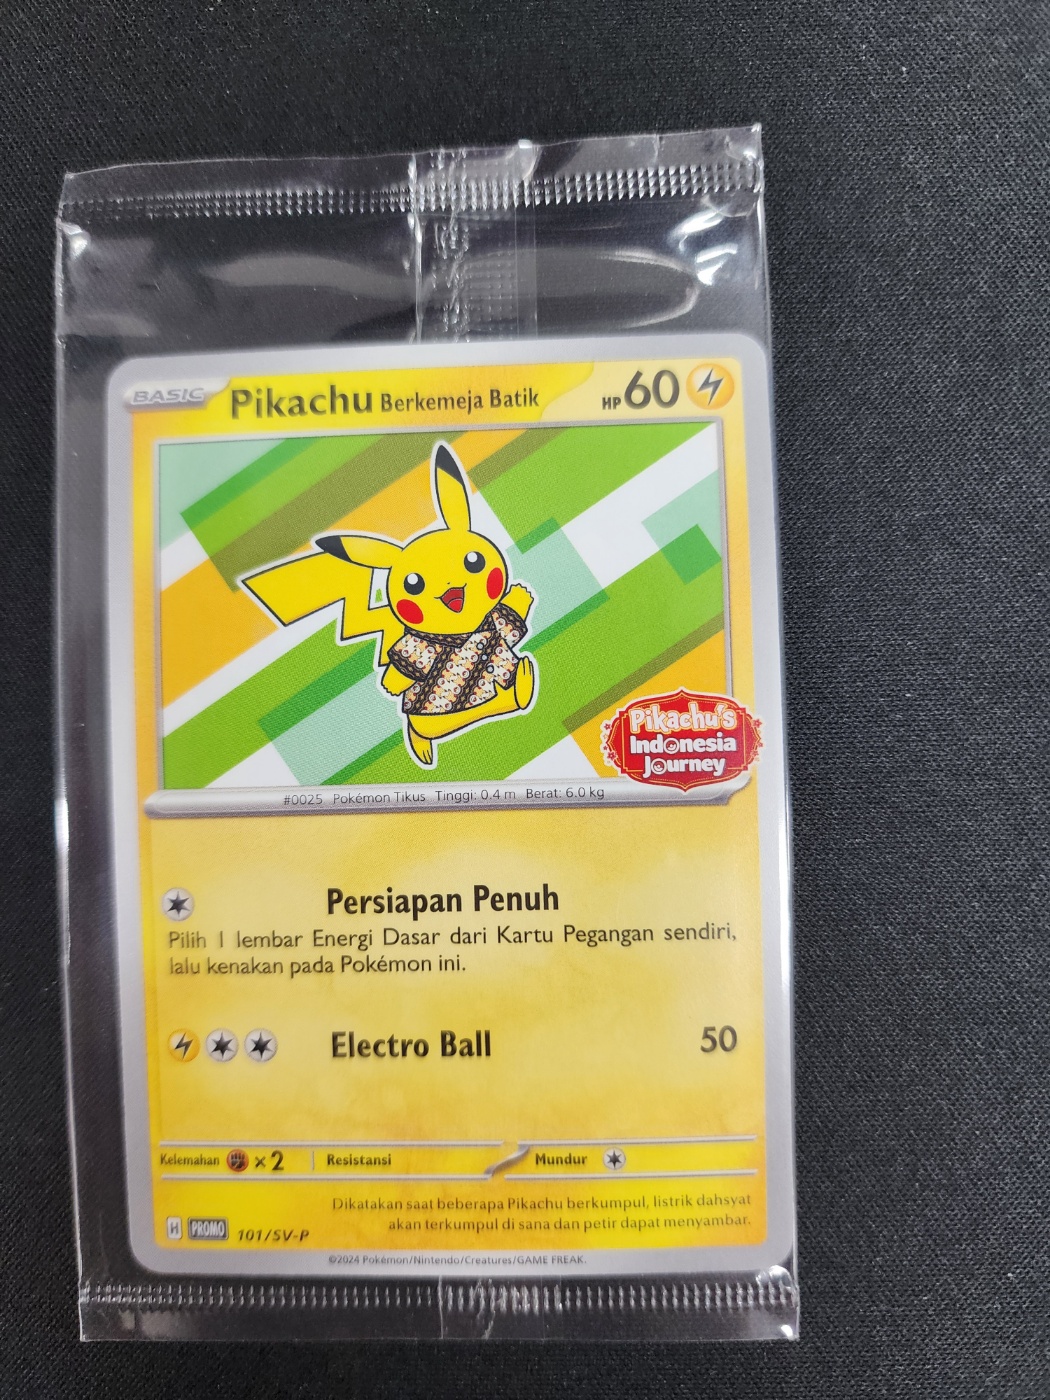 BASIC
Pikachu Berkemeja Batik
HP 60
Pikachu's
Indonesia
Journey
#0025 Pokémon Tikus Tinggi: 0.4 m Berat: 6.0 kg
Persiapan Penuh
Pilih 1 lembar Energi Dasar dari Kartu Pegangan sendiri,
lalu kenakan pada Pokémon ini.
Electro Ball 50
Kelemahan ×2 Resistansi Mundur
Dikatakan saat beberapa Pikachu berkumpul, listrik dahsyat
akan terkumpul di sana dan petir dapat menyambar.
H PROMO 101/SV-P
©2024 Pokémon/Nintendo/Creatures/GAME FREAK.